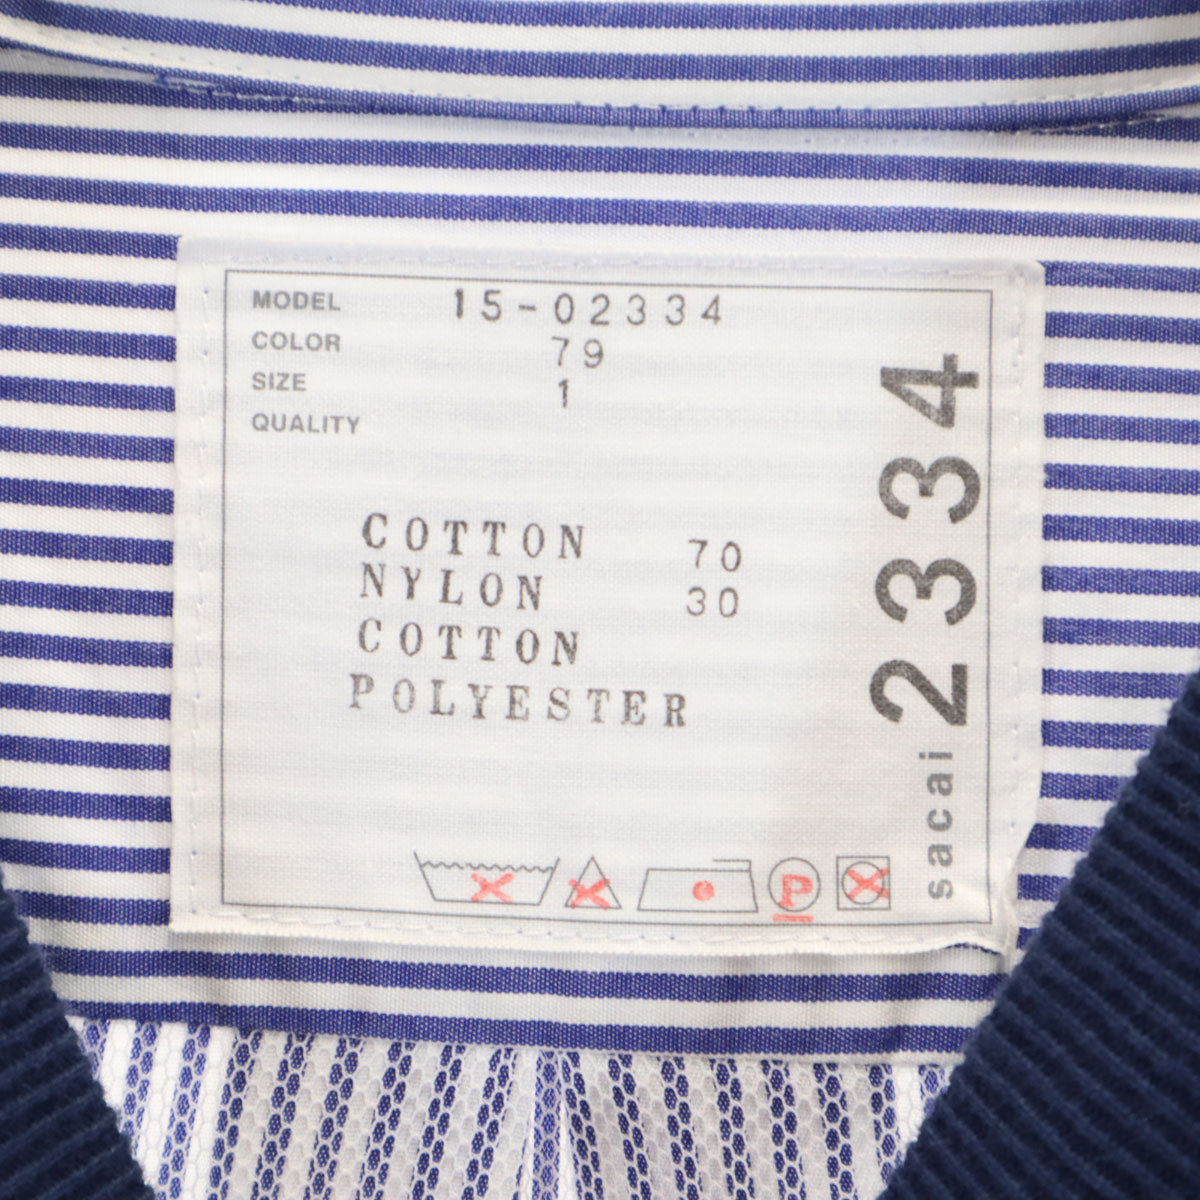 MODEL 15-02334
COLOR 79
SIZE 1
QUALITY
COTTON 70
NYLON 30
COTTON
POLYESTER
sacai 2334
P